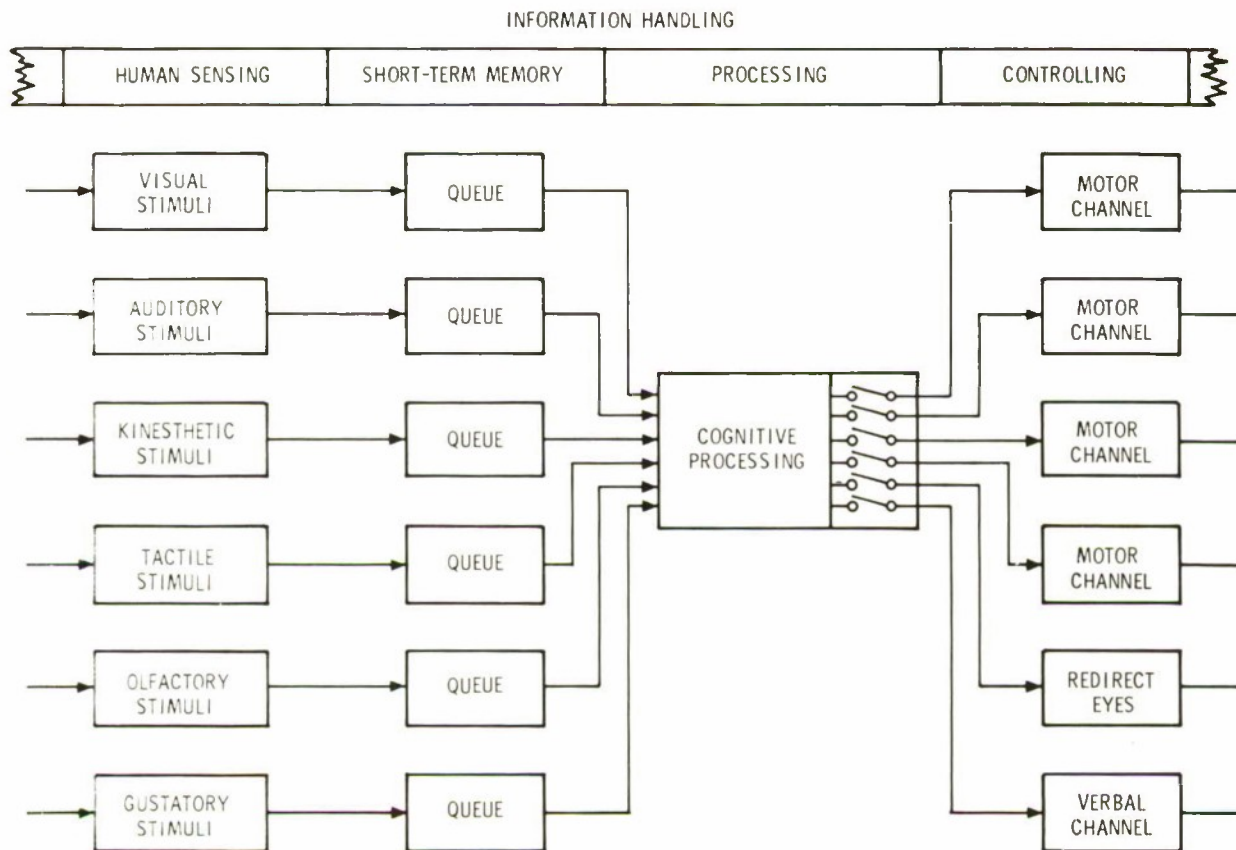 INFORMATION HANDLING
HUMAN SENSING
SHORT-TERM MEMORY
PROCESSING
CONTROLLING
VISUAL
STIMULI
QUEUE
MOTOR
CHANNEL
AUDITORY
STIMULI
QUEUE
MOTOR
CHANNEL
KINESTHETIC
STIMULI
QUEUE
COGNITIVE
PROCESSING
MOTOR
CHANNEL
TACTILE
STIMULI
QUEUE
MOTOR
CHANNEL
OLFACTORY
STIMULI
QUEUE
REDIRECT
EYES
GUSTATORY
STIMULI
QUEUE
VERBAL
CHANNEL